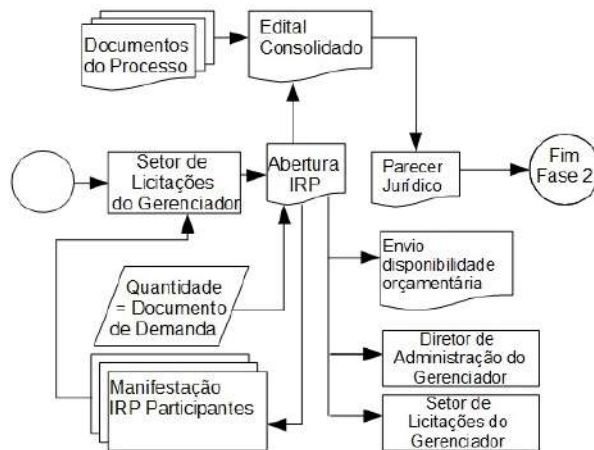 Documentos
do Processo
Edital
Consolidado
Setor de
Licitações
do Gerenciador
Abertura
IRP
Parecer
Jurídico
Fim
Fase 2
Quantidade
= Documento
de Demanda
Envio
disponibilidade
orçamentária
Manifestação
IRP Participantes
Diretor de
Administração do
Gerenciador
Setor de
Licitações do
Gerenciador